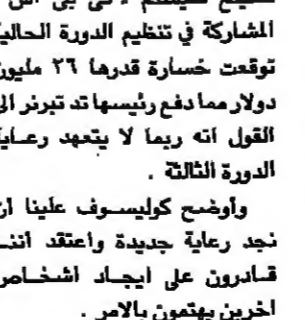 المشاركة في تنظيم الدورة الحالية
توقعت خسارة قدرها ٢٦ مليون
دولار مما دفع رئيسها تد تيرنر الى
القول انه ربما لا يتعهد رعاية
الدورة الثالثة .
وأوضح كوليسوف علينا ان
نجد رعاية جديدة واعتقد أننا
قادرون على ايجاد اشخاص
اخرين يهتمون بالامر .